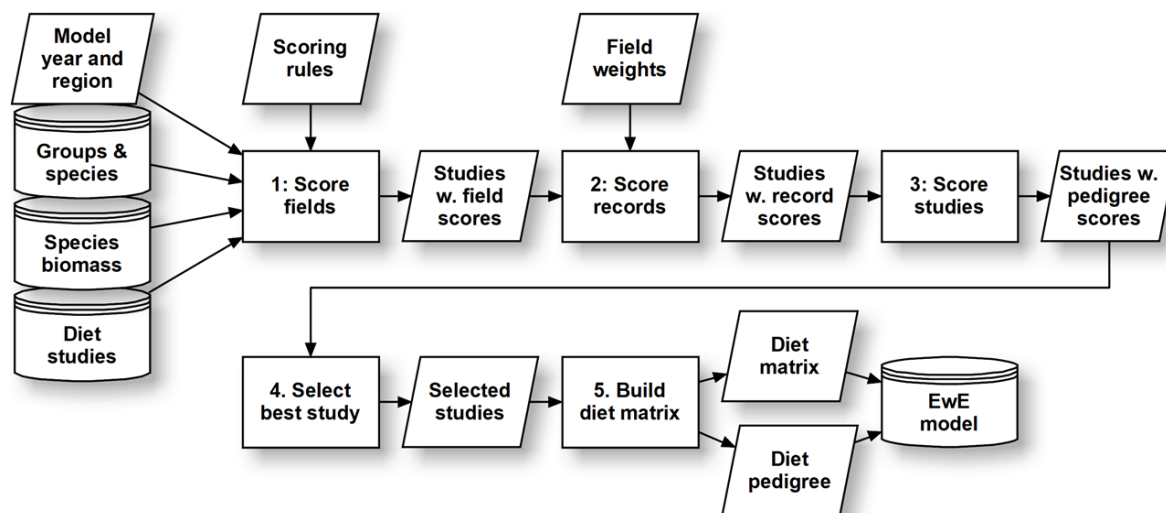 Model
year and
region
Scoring
rules
Field
weights
Groups &
species
Species
biomass
Diet
studies
1: Score
fields
Studies
w. field
scores
2: Score
records
Studies
w. record
scores
3: Score
studies
Studies w.
pedigree
scores
4. Select
best study
Selected
studies
5. Build
diet matrix
Diet
matrix
Diet
pedigree
EwE
model